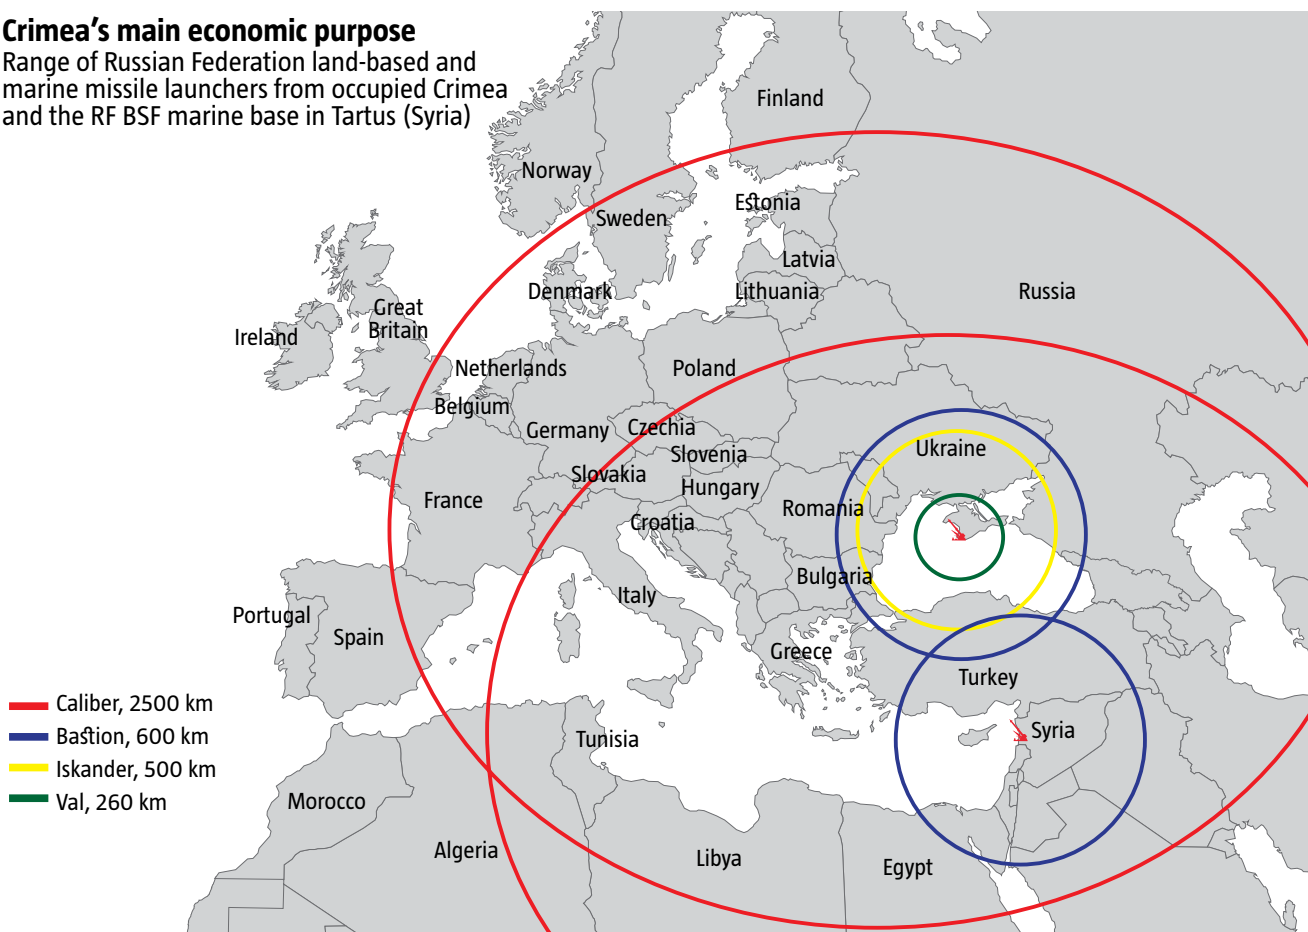 Crimea's main economic purpose
Range of Russian Federation land-based and
marine missile launchers from occupied Crimea
and the RF BSF marine base in Tartus (Syria)
Finland
Norway
Estonia
Sweden
Latvia
Denmark
Lithuania
Russia
Great
Britain
Ireland
Netherlands
Poland
Belgium
Germany
Czechia
Ukraine
Slovenia
Slovakia
Hungary
France
Romania
Croatia
Bulgaria
Italy
Portugal
Spain
Greece
Turkey
Syria
Tunisia
Morocco
Algeria
Libya
Egypt
Caliber, 2500 km
Bastion, 600 km
Iskander, 500 km
Val, 260 km